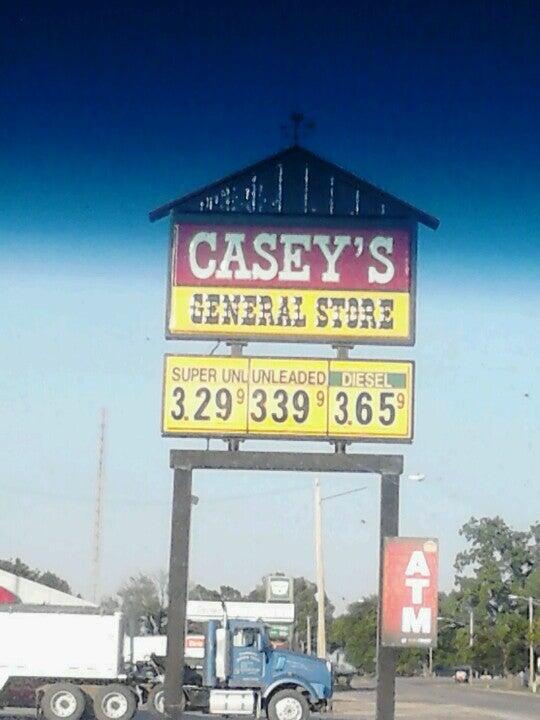 CASEY'S
GENERAL STORE
SUPER UNL UNLEADED DIESEL
3.29 9 339 9 3.65 9
ATM